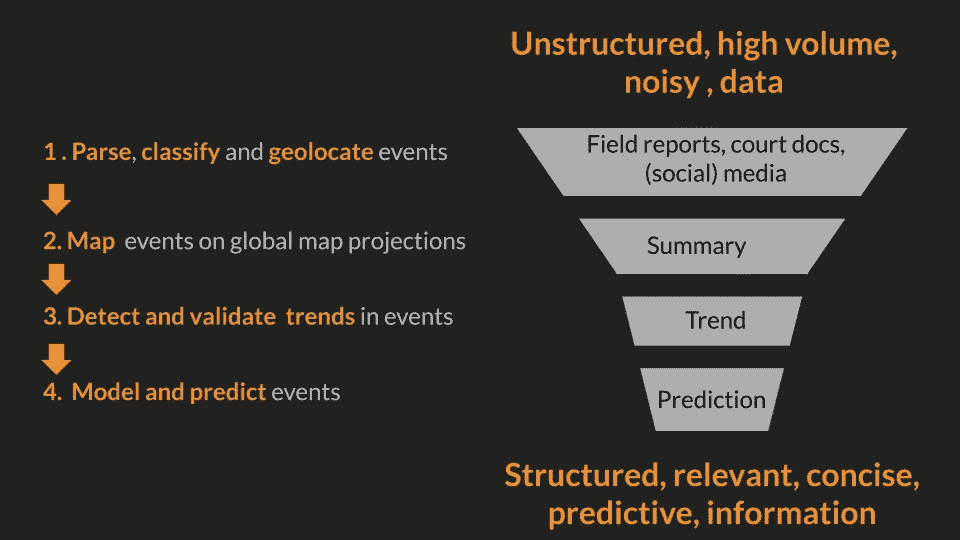 Unstructured, high volume,
noisy , data
1 . Parse, classify and geolocate events
2. Map events on global map projections
3. Detect and validate trends in events
4. Model and predict events
Field reports, court docs,
(social) media
Summary
Trend
Prediction
Structured, relevant, concise,
predictive, information